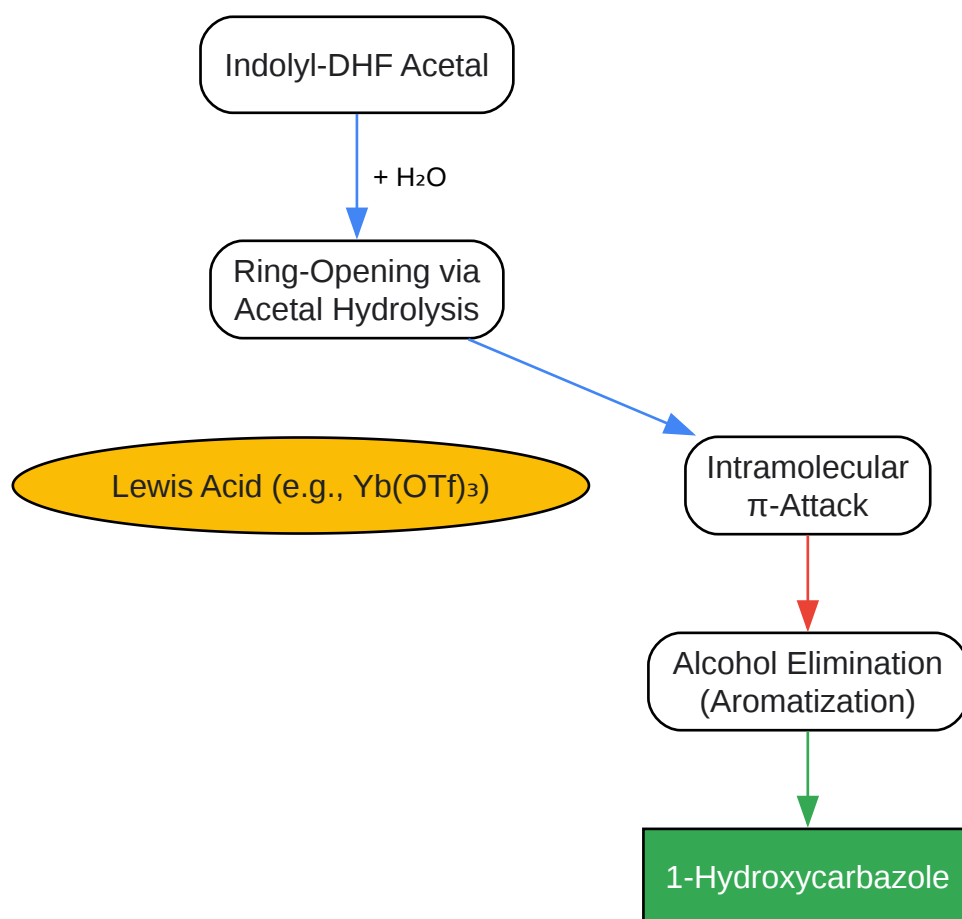 Indolyl-DHF Acetal
+ H₂O
Ring-Opening via
Acetal Hydrolysis
Lewis Acid (e.g., Yb(OTf)₃)
Intramolecular
π-Attack
Alcohol Elimination
(Aromatization)
1-Hydroxycarbazole